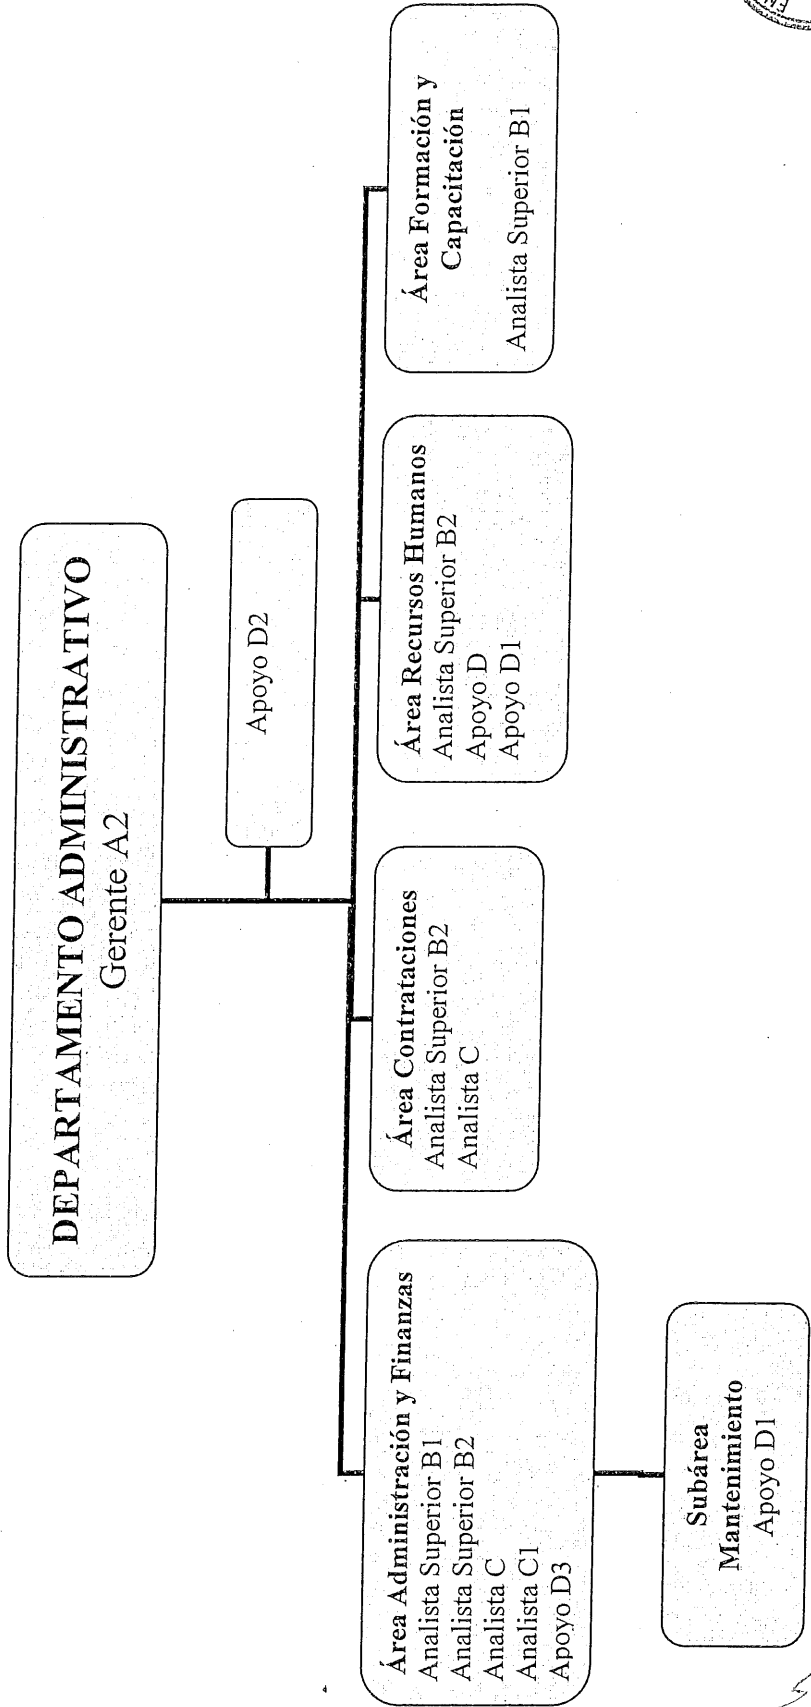 DEPARTAMENTO ADMINISTRATIVO
Gerente A2
Apoyo D2
Área Administración y Finanzas
Analista Superior B1
Analista Superior B2
Analista C
Analista C1
Apoyo D3
Subárea
Mantenimiento
Apoyo D1
Área Contrataciones
Analista Superior B2
Analista C
Área Recursos Humanos
Analista Superior B2
Apoyo D
Apoyo D1
Área Formación y
Capacitación
Analista Superior B1